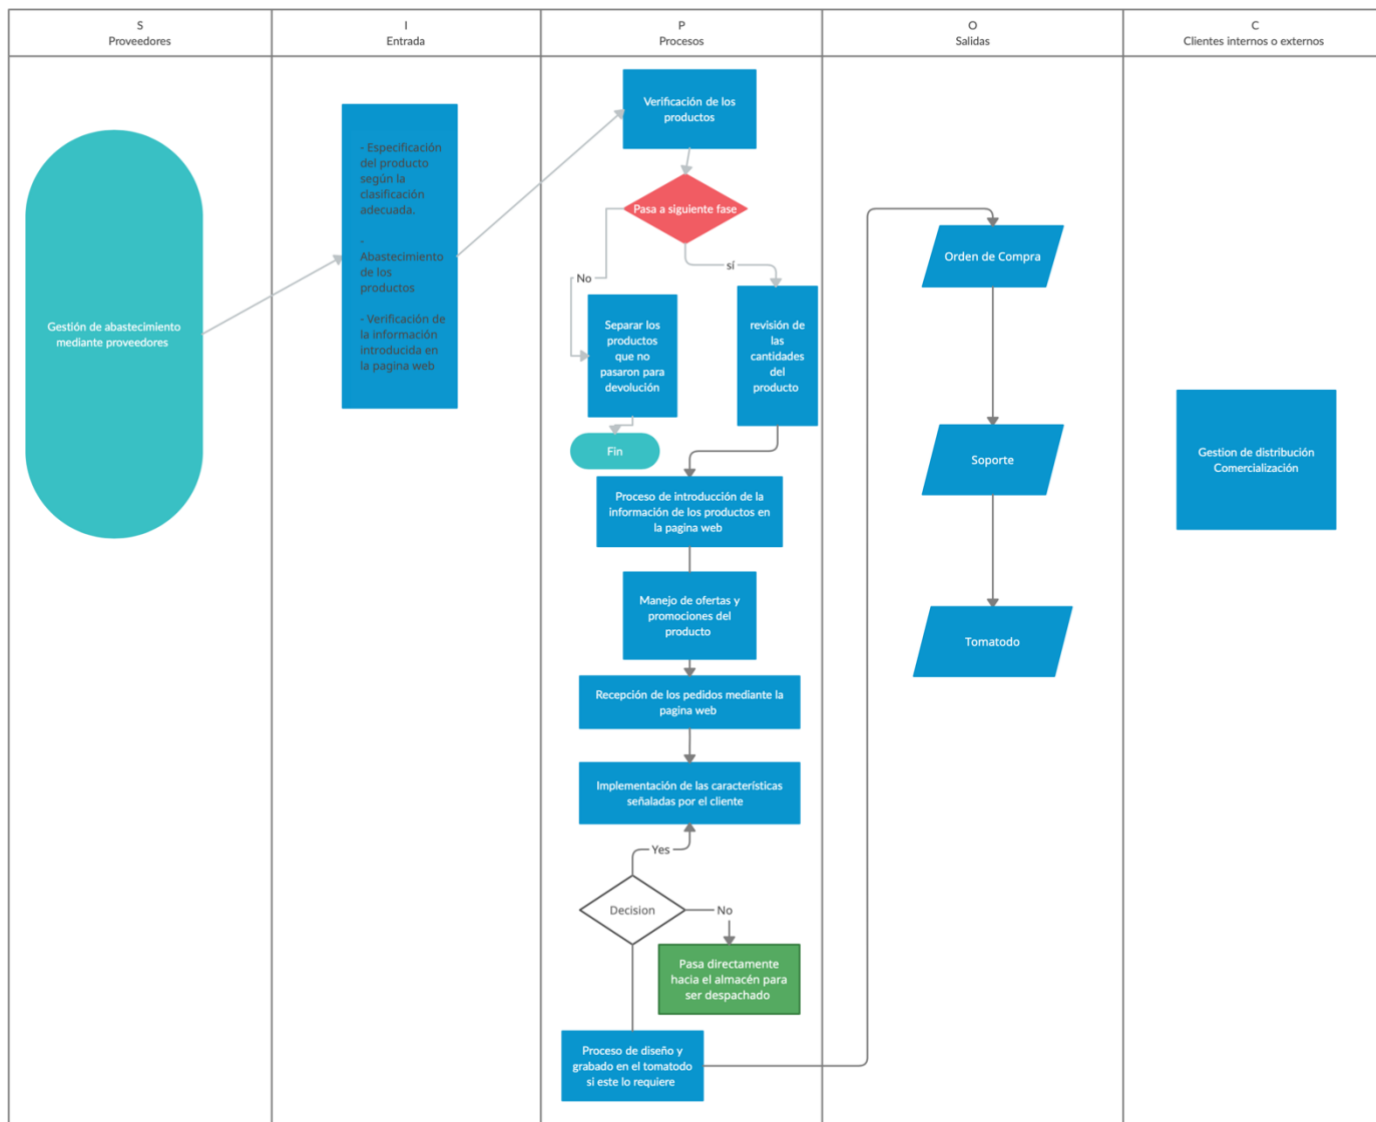 S
Proveedores
I
Entrada
P
Procesos
O
Salidas
C
Clientes internos o externos
Gestión de abastecimiento
mediante proveedores
- Especificación
del producto
según la
clasificación
adecuada.
-
Abastecimiento
de los
productos
- Verificación de
la información
introducida en
la pagina web
Verificación de los
productos
Pasa a siguiente fase
No
sí
Separar los
productos
que no
pasaron para
devolución
revisión de
las
cantidades
del
producto
Fin
Proceso de introducción de la
información de los productos en
la pagina web
Manejo de ofertas y
promociones del
producto
Recepción de los pedidos mediante la
pagina web
Implementación de las características
señaladas por el cliente
Yes
Decision
No
Pasa directamente
hacia el almacén para
ser despachado
Proceso de diseño y
grabado en el tomatodo
si este lo requiere
Orden de Compra
Soporte
Tomatodo
Gestion de distribución
Comercialización